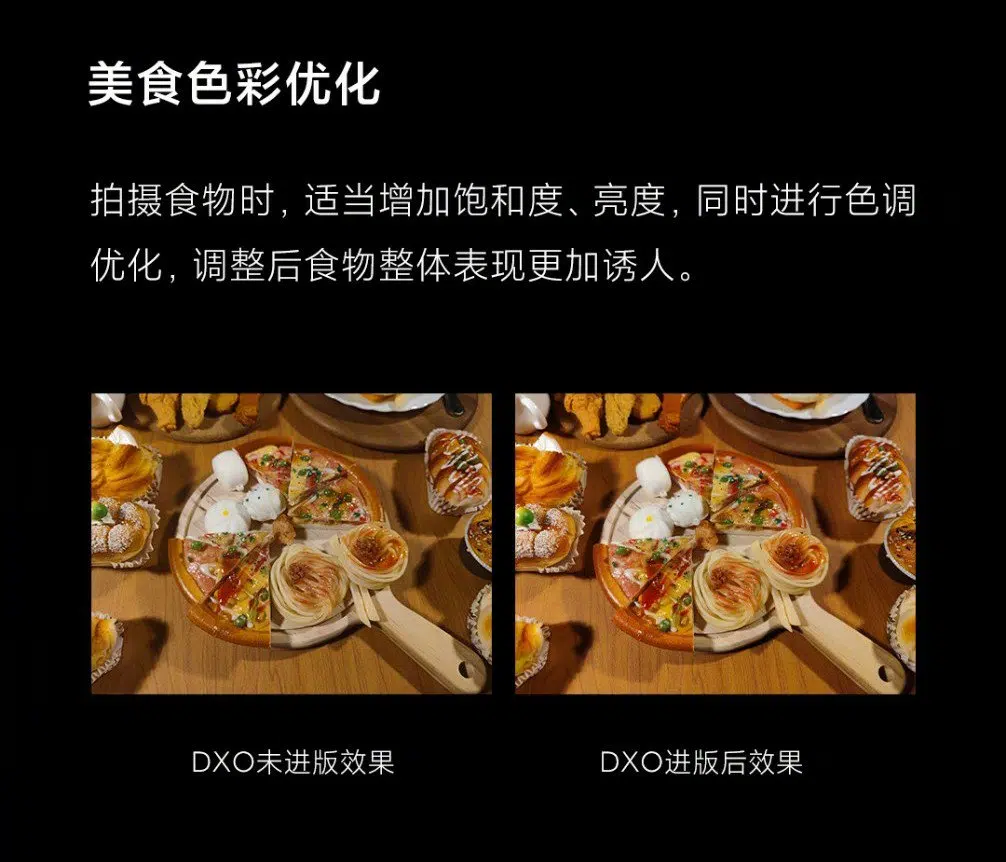 美食色彩优化
拍摄食物时，适当增加饱和度、亮度，同时进行色调
优化，调整后食物整体表现更加诱人。
DXO未进版效果
DXO进版后效果